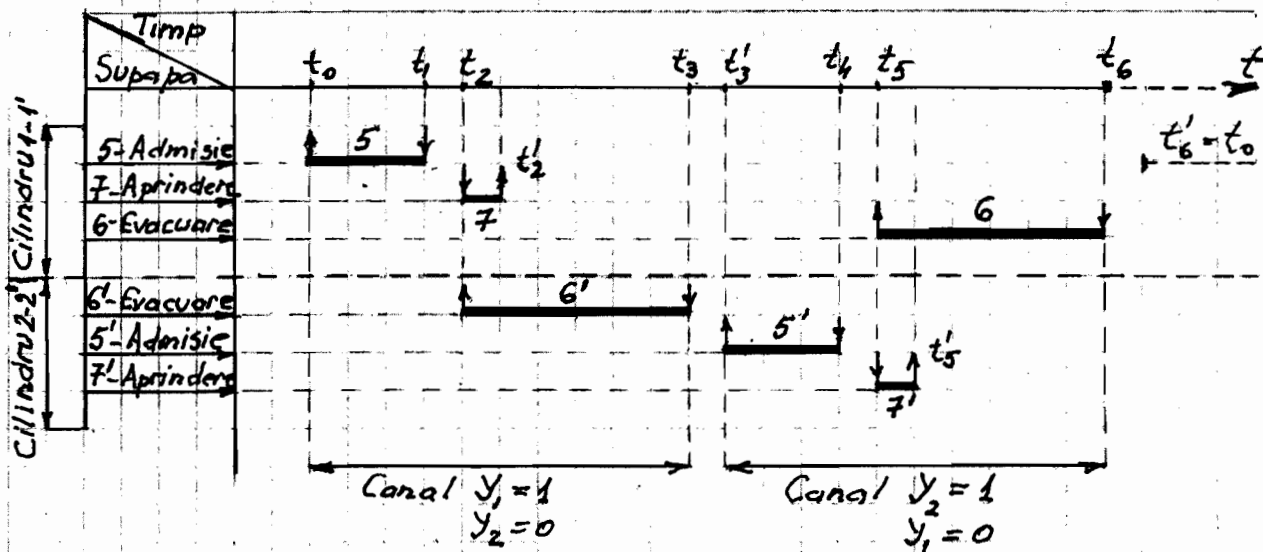 Timp
Supapa
t₀ t₁ t₂ t₃ t₃' t₄ t₅ t₆ t
t₆' = t₀
Cilindru 1-1'
5-Admisie 5
7-Aprindere 7 t₂'
6-Evacuare 6
Cilindru 2-2'
6'-Evacuare 6'
5'-Admisie 5'
7'-Aprindere 7' t₅'
Canal y₁ = 1
y₂ = 0
Canal y₂ = 1
y₁ = 0